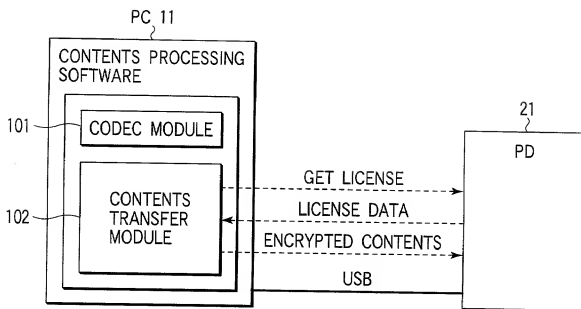 PC 11
CONTENTS PROCESSING
SOFTWARE
101
CODEC MODULE
102
CONTENTS
TRANSFER
MODULE
21
PD
GET LICENSE
LICENSE DATA
ENCRYPTED CONTENTS
USB